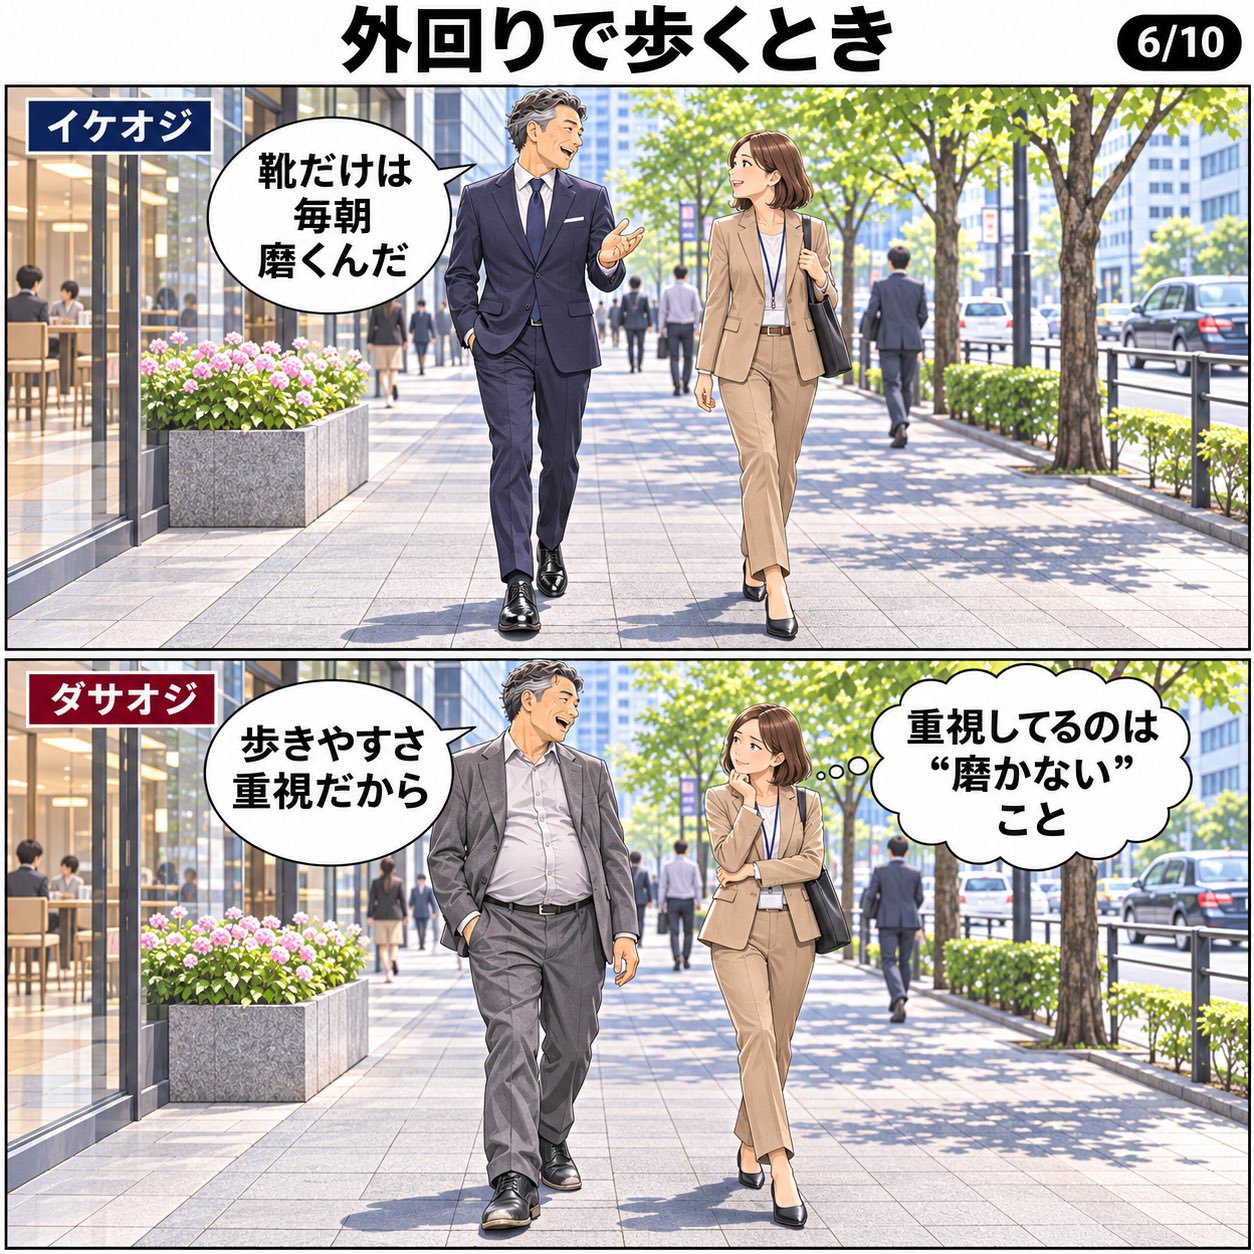 外回りで歩くとき
6/10
イケオジ
靴だけは
毎朝
磨くんだ
ダサオジ
歩きやすさ
重視だから
重視してるのは
“磨かない”
こと